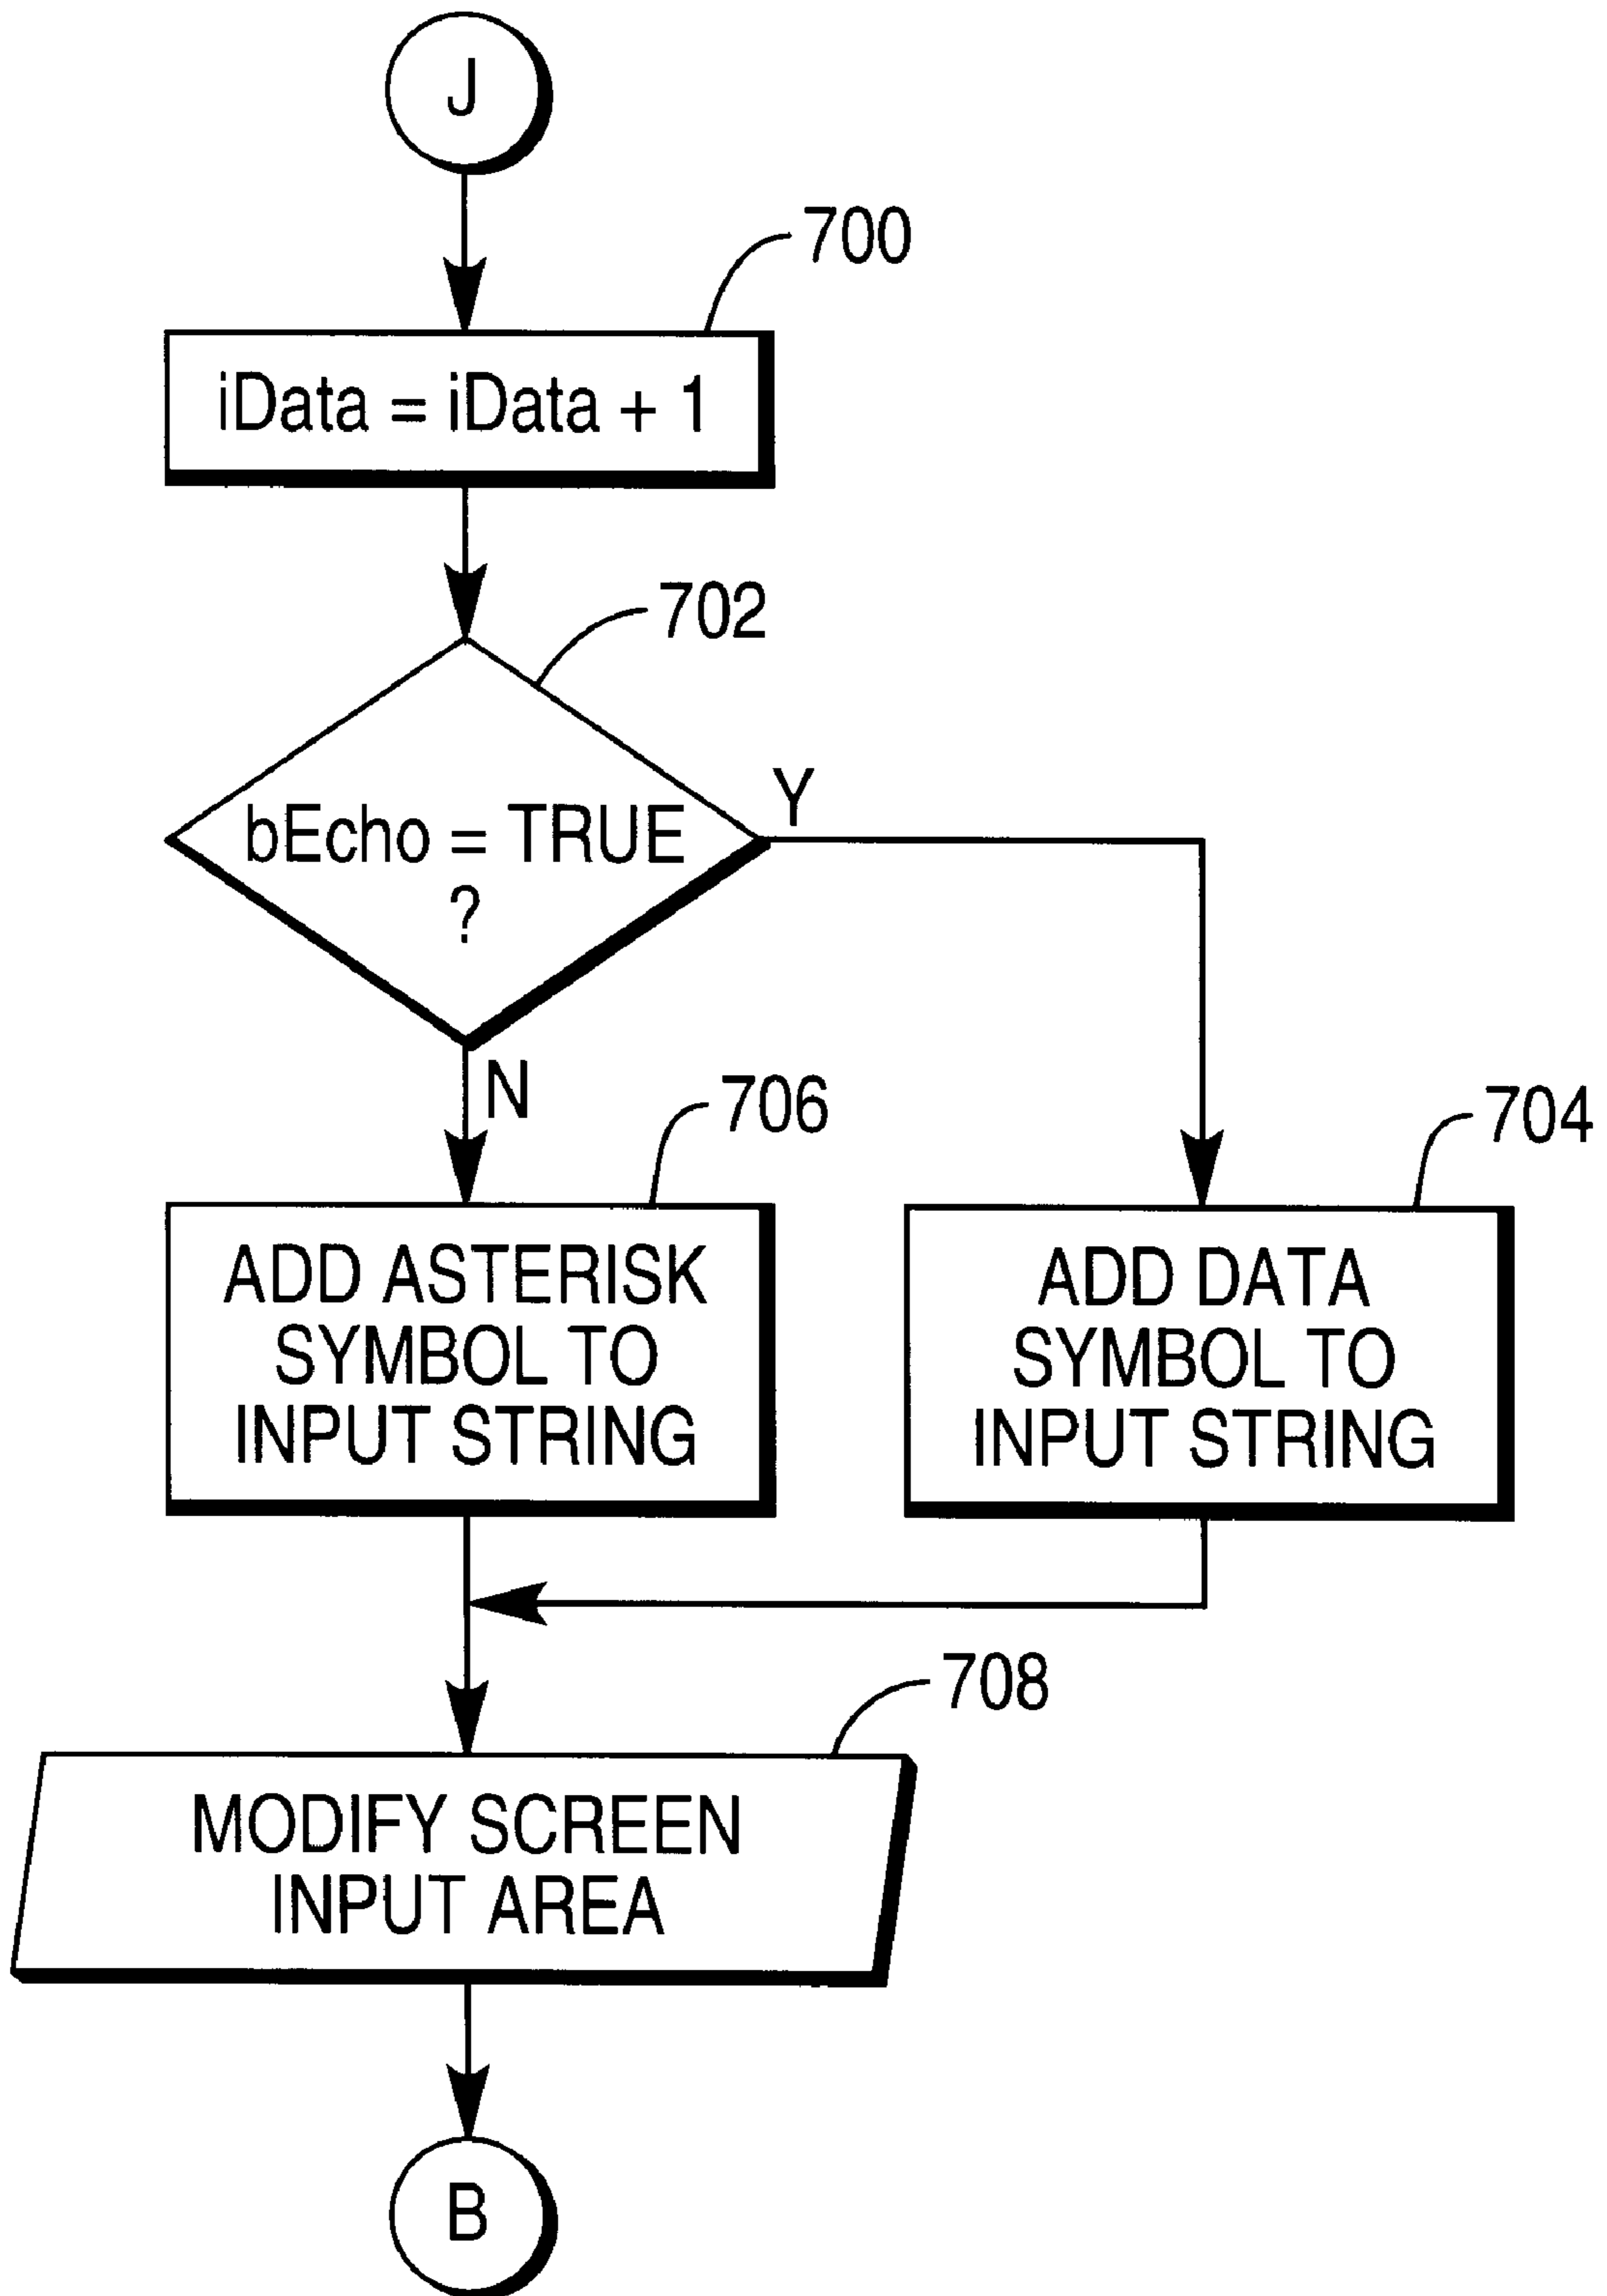 J
700
iData = iData + 1
702
bEcho = TRUE
?
Y
N
706
704
ADD ASTERISK
SYMBOL TO
INPUT STRING
ADD DATA
SYMBOL TO
INPUT STRING
708
MODIFY SCREEN
INPUT AREA
B